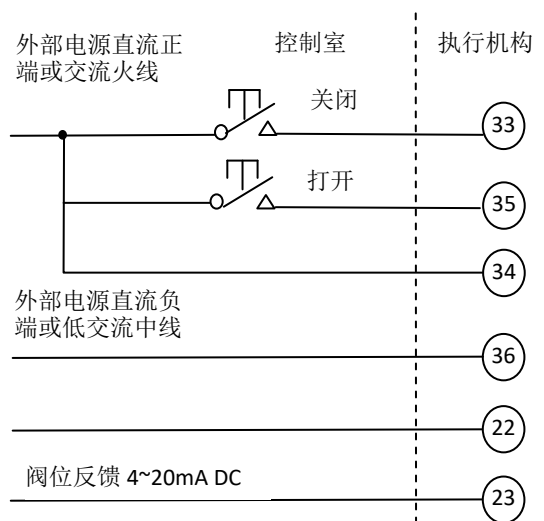 外部电源直流正
端或交流火线
控制室
执行机构
关闭
33
打开
35
34
外部电源直流负
端或低交流中线
36
22
阀位反馈 4~20mA DC
23